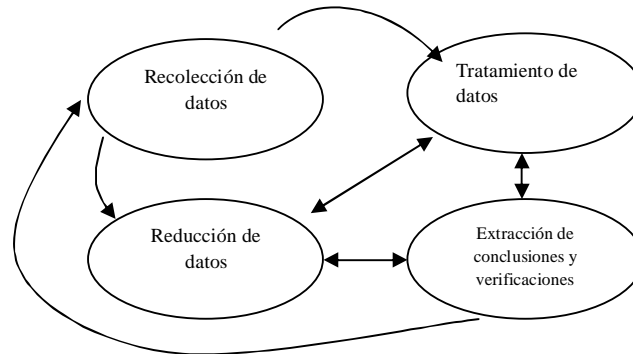 Recolección de
datos
Tratamiento de
datos
Reducción de
datos
Extracción de
conclusiones y
verificaciones